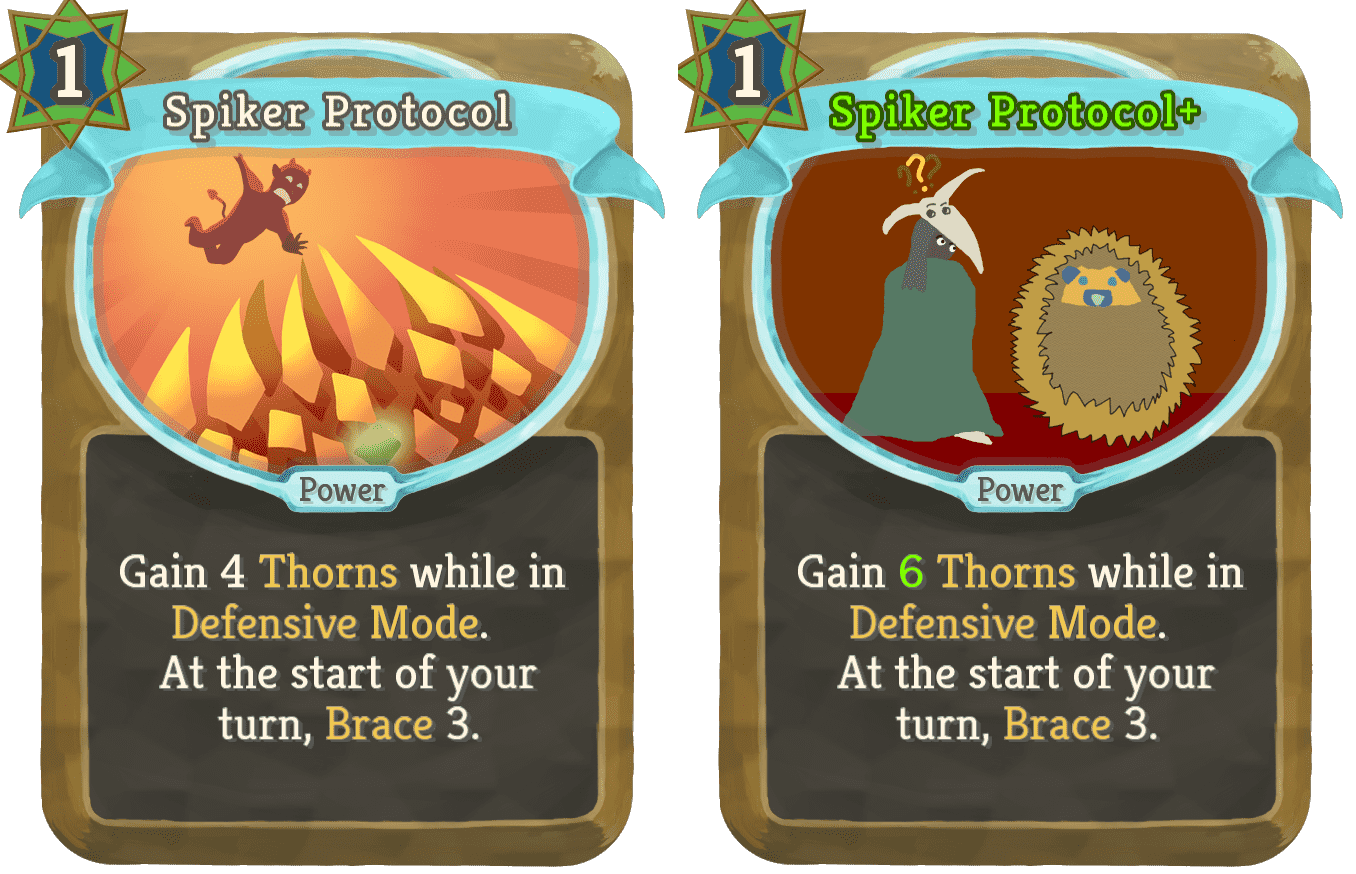 1
Spiker Protocol
Power
Gain 4 Thorns while in
Defensive Mode.
At the start of your
turn, Brace 3.
1
Spiker Protocol+
???
Power
Gain 6 Thorns while in
Defensive Mode.
At the start of your
turn, Brace 3.